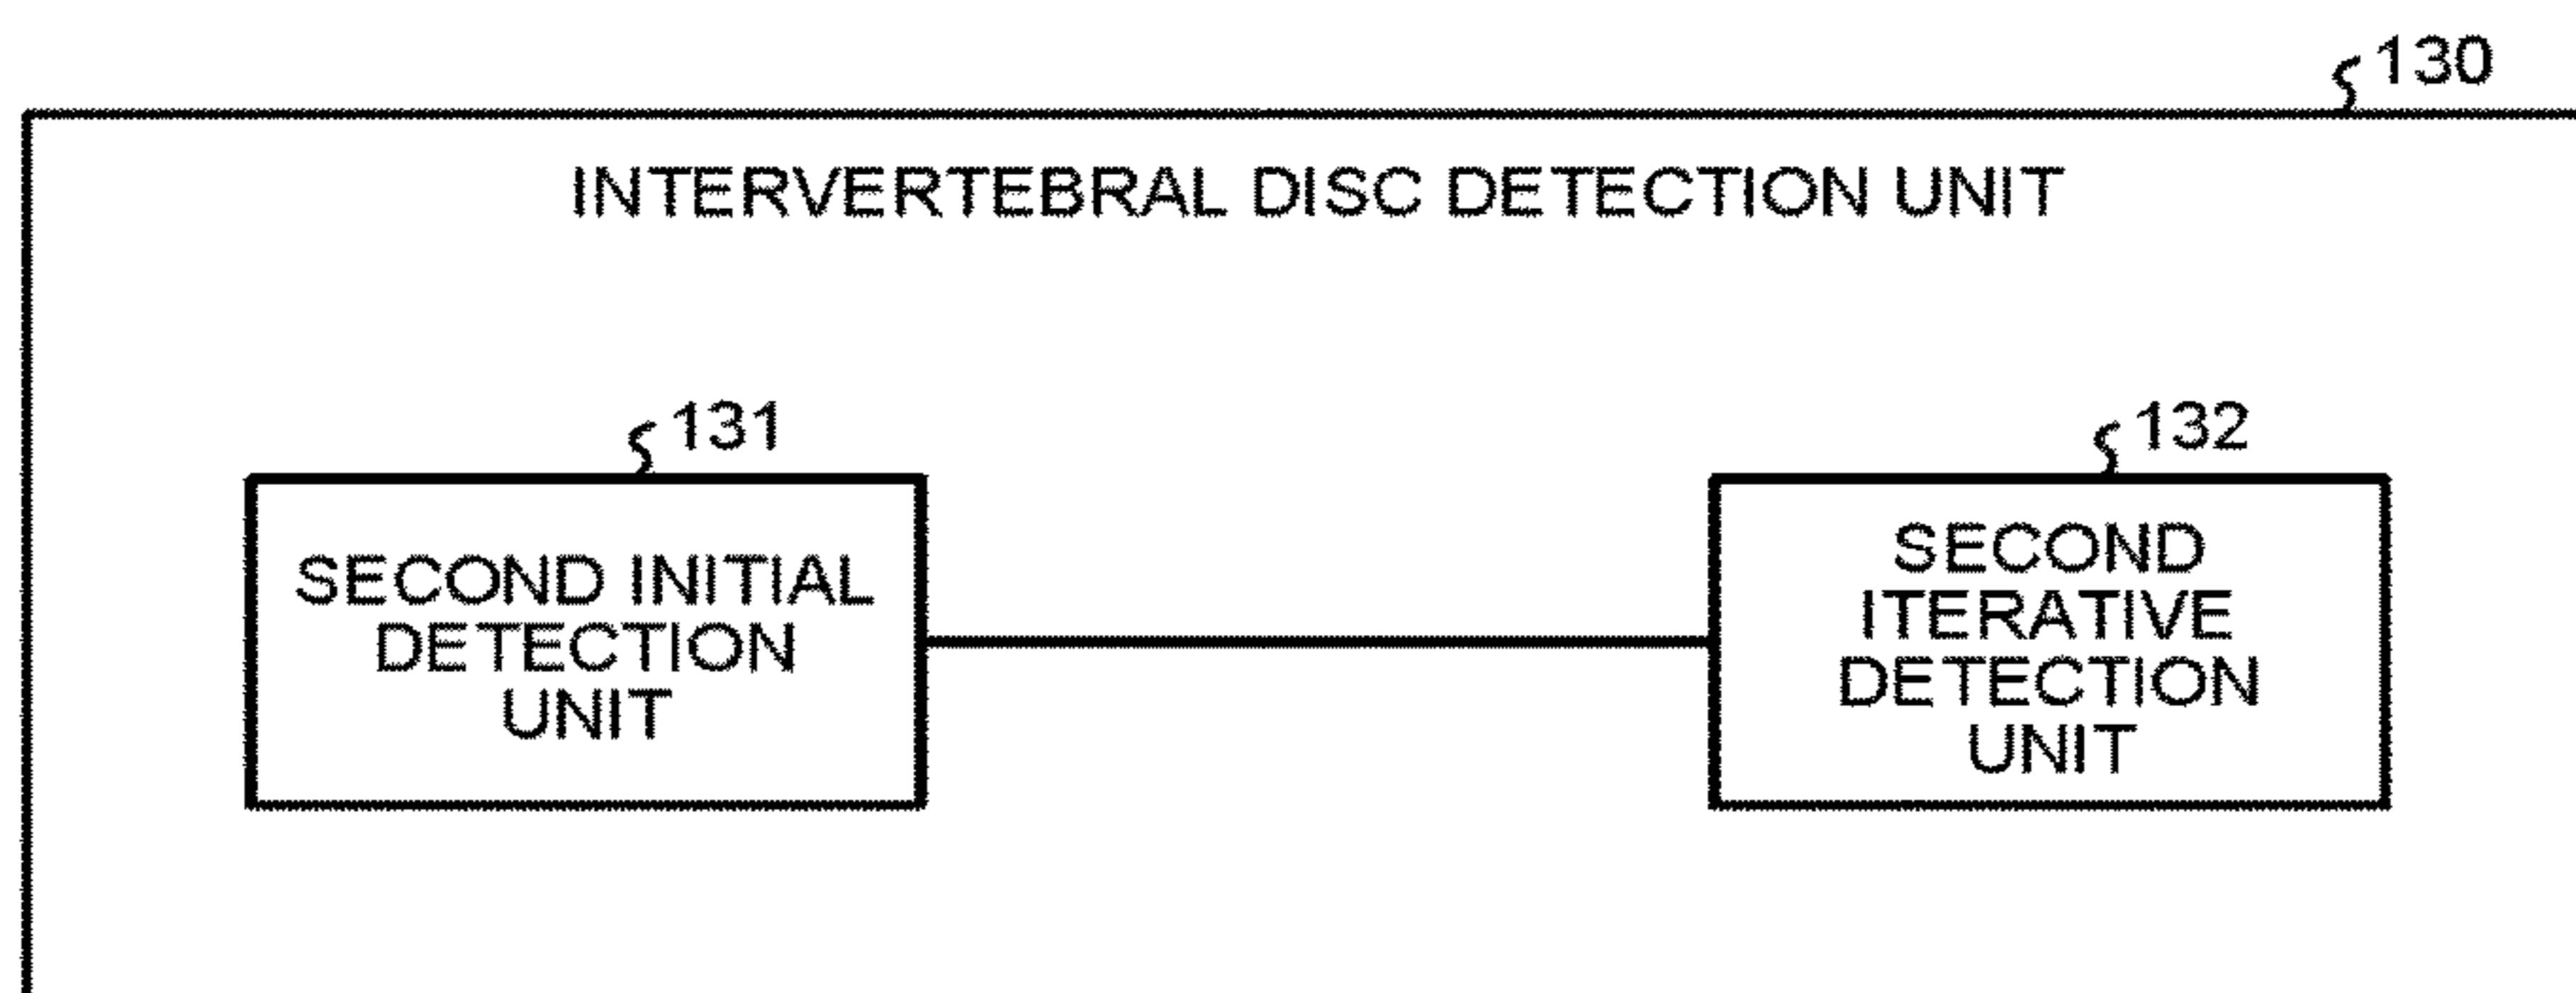 130
INTERVERTEBRAL DISC DETECTION UNIT
131
SECOND INITIAL
DETECTION
UNIT
132
SECOND
ITERATIVE
DETECTION
UNIT